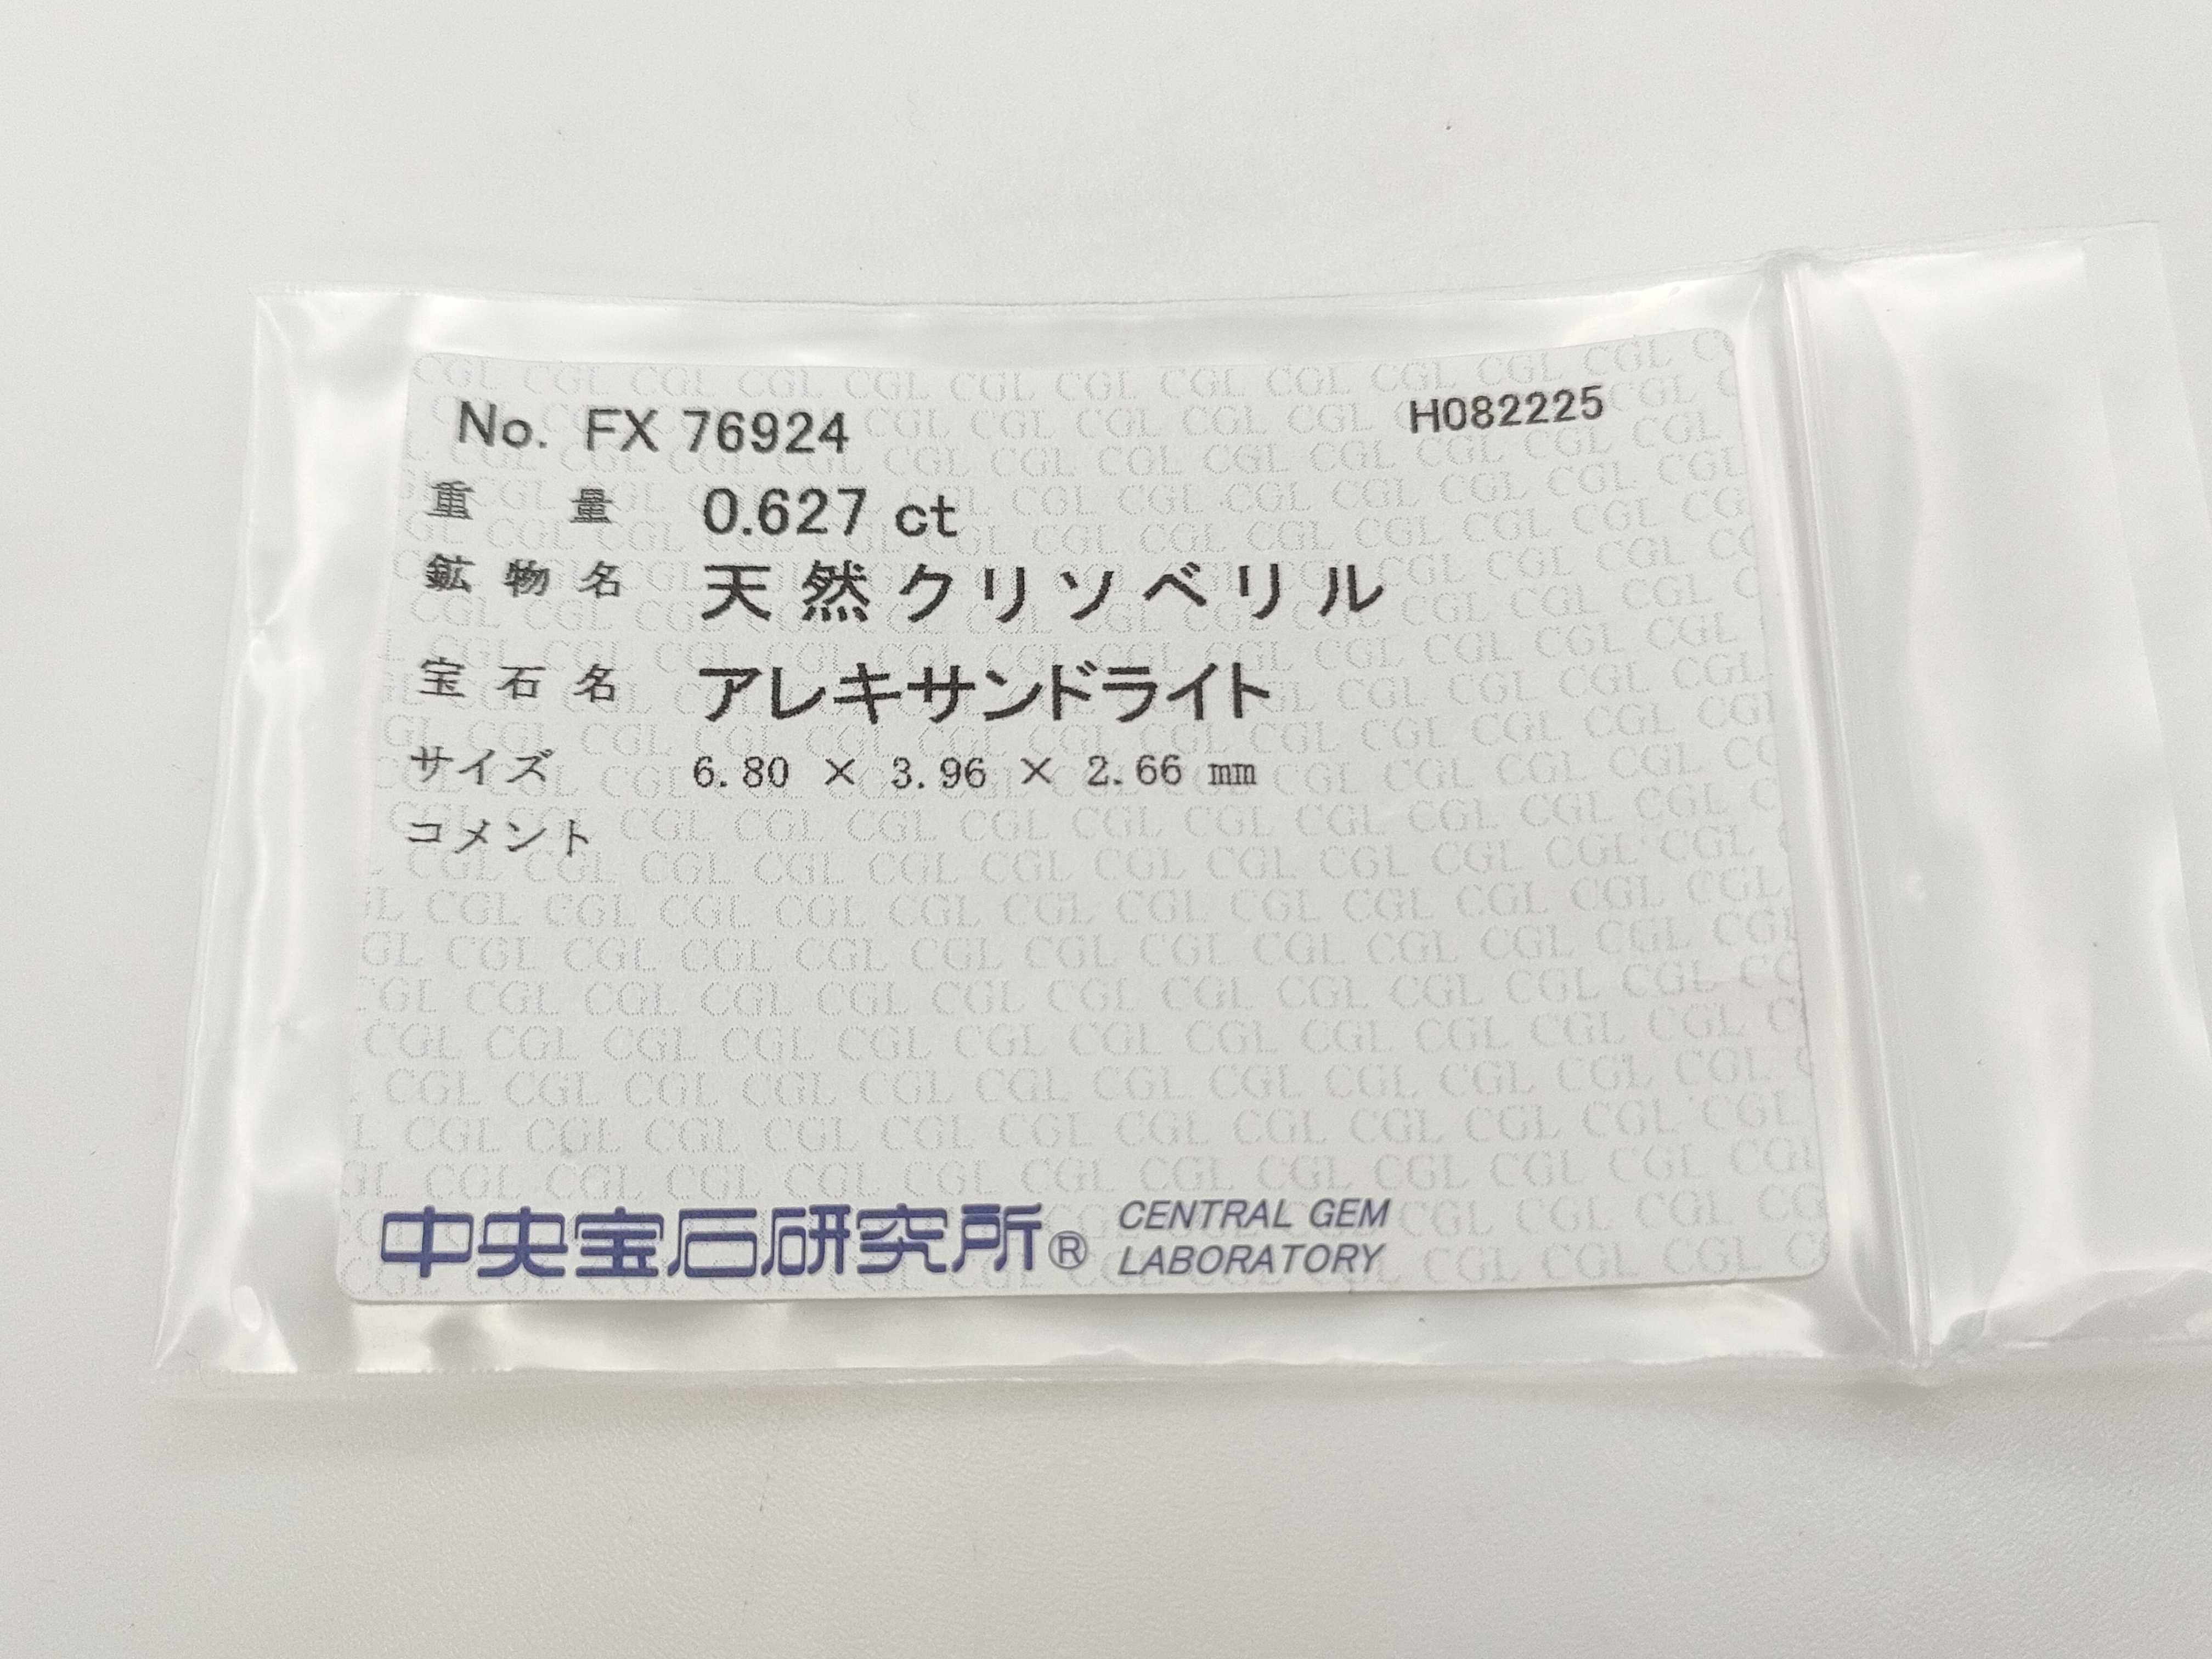 No. FX 76924 H082225
重量 0.627 ct
鉱物名 天然クリソベリル
宝石名 アレキサンドライト
サイズ 6.80 × 3.96 × 2.66 mm
コメント
中央宝石研究所® CENTRAL GEM
LABORATORY